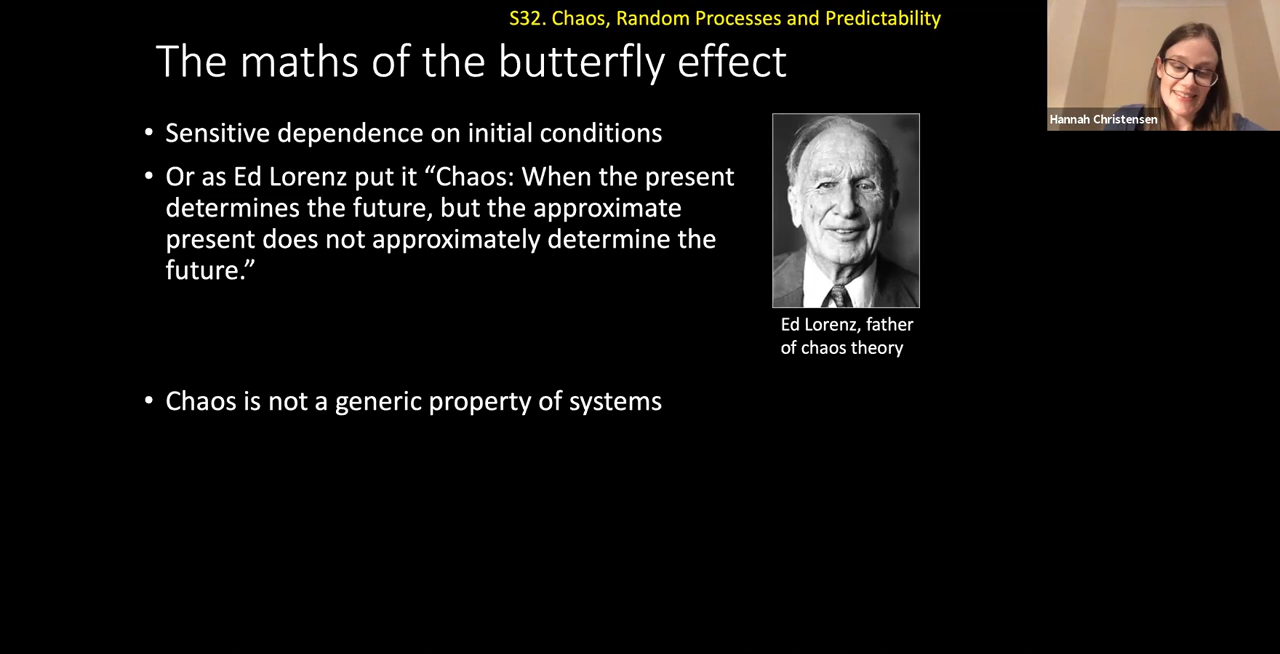 S32. Chaos, Random Processes and Predictability
The maths of the butterfly effect
Hannah Christensen
• Sensitive dependence on initial conditions
• Or as Ed Lorenz put it “Chaos: When the present
determines the future, but the approximate
present does not approximately determine the
future.”
Ed Lorenz, father
of chaos theory
• Chaos is not a generic property of systems